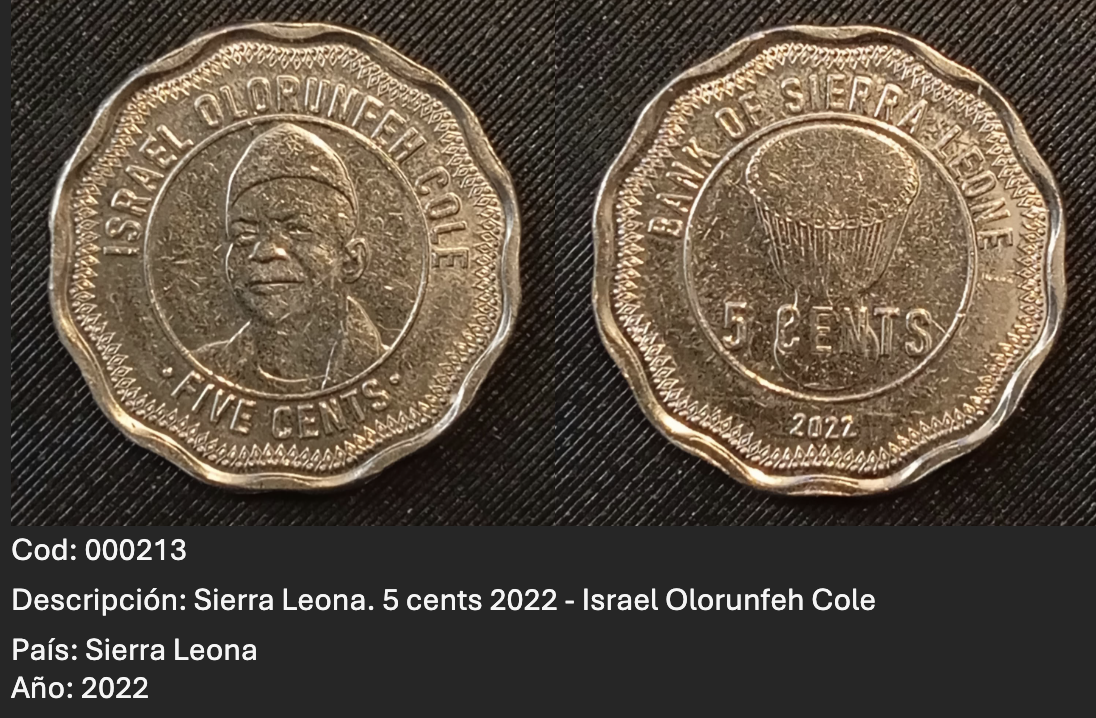 ISRAEL OLORUNFEH COLE
• FIVE CENTS •
BANK OF SIERRA LEONE
5 CENTS
2022
Cod: 000213
Descripción: Sierra Leona. 5 cents 2022 - Israel Olorunfeh Cole
País: Sierra Leona
Año: 2022